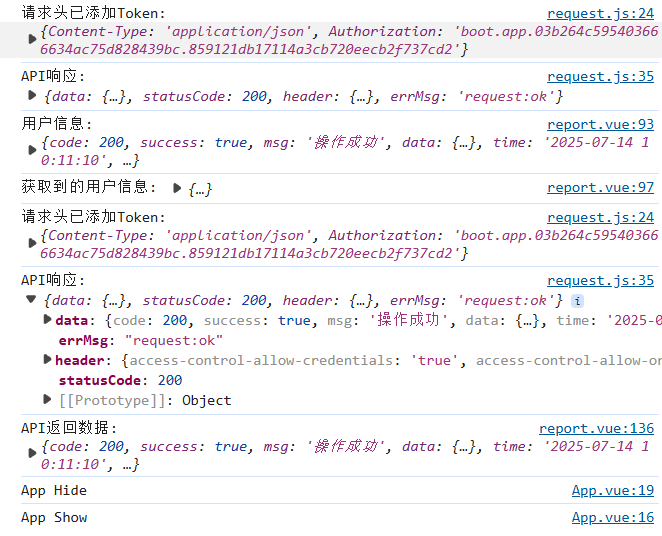 请求头已添加Token: request.js:24
{Content-Type: 'application/json', Authorization: 'boot.app.03b264c59540366
6634ac75d828439bc.859121db17114a3cb720eecb2f737cd2'}
API响应: request.js:35
{data: {…}, statusCode: 200, header: {…}, errMsg: 'request:ok'}
用户信息: report.vue:93
{code: 200, success: true, msg: '操作成功', data: {…}, time: '2025-07-14 1
0:11:10', …}
获取到的用户信息: {…} report.vue:97
请求头已添加Token: request.js:24
{Content-Type: 'application/json', Authorization: 'boot.app.03b264c59540366
6634ac75d828439bc.859121db17114a3cb720eecb2f737cd2'}
API响应: request.js:35
{data: {…}, statusCode: 200, header: {…}, errMsg: 'request:ok'} i
data: {code: 200, success: true, msg: '操作成功', data: {…}, time: '2025-0
errMsg: "request:ok"
header: {access-control-allow-credentials: 'true', access-control-allow-or
statusCode: 200
[[Prototype]]: Object
API返回数据: report.vue:136
{code: 200, success: true, msg: '操作成功', data: {…}, time: '2025-07-14 1
0:11:10', …}
App Hide App.vue:19
App Show App.vue:16